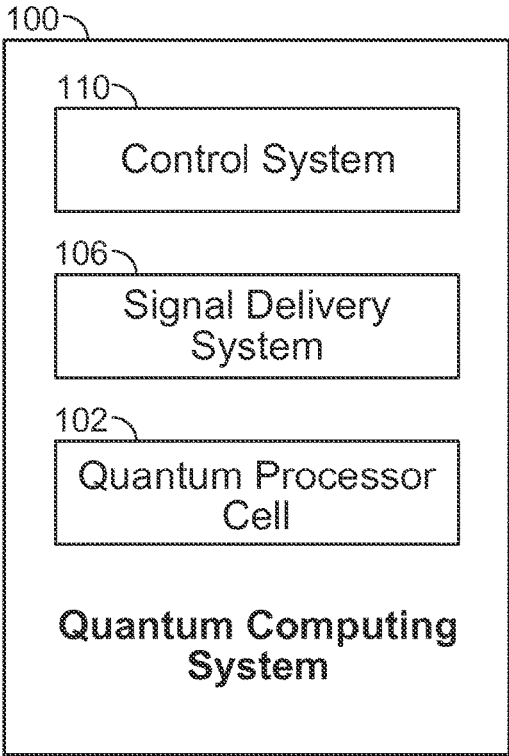 100
110
Control System
106
Signal Delivery
System
102
Quantum Processor
Cell
Quantum Computing
System